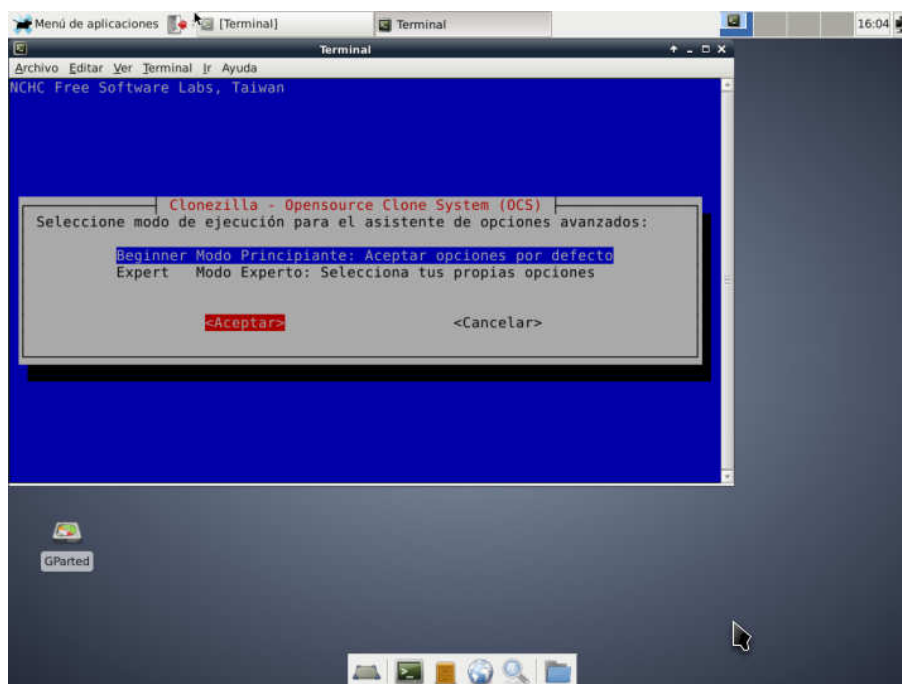 Menú de aplicaciones [Terminal] Terminal 16:04
Terminal
Archivo Editar Ver Terminal Ir Ayuda
NCHC Free Software Labs, Taiwan
Clonezilla - Opensource Clone System (OCS)
Seleccione modo de ejecución para el asistente de opciones avanzados:
Beginner Modo Principiante: Aceptar opciones por defecto
Expert Modo Experto: Selecciona tus propias opciones
<Aceptar> <Cancelar>
GParted